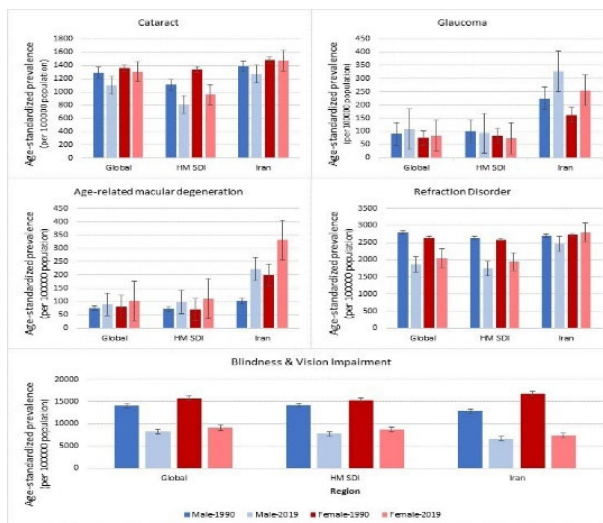 Cataract
Age-standardized prevalence
(per 100000 population)
1800
1600
1400
1200
1000
800
600
400
200
0
Global
HM SDI
Iran
Glaucoma
Age-standardized prevalence
(per 100000 population)
450
400
350
300
250
200
150
100
50
0
Global
HM SDI
Iran
Age-related macular degeneration
Age-standardized prevalence
(per 100000 population)
450
400
350
300
250
200
150
100
50
0
Global
HM SDI
Iran
Refraction Disorder
Age-standardized prevalence
(per 100000 population)
3500
3000
2500
2000
1500
1000
500
0
Global
HM SDI
Iran
Blindness & Vision Impairment
Age-standardized prevalence
(per 100000 population)
20000
15000
10000
5000
0
Global
HM SDI
Iran
Region
Male-1990
Male-2019
Female-1990
Female-2019